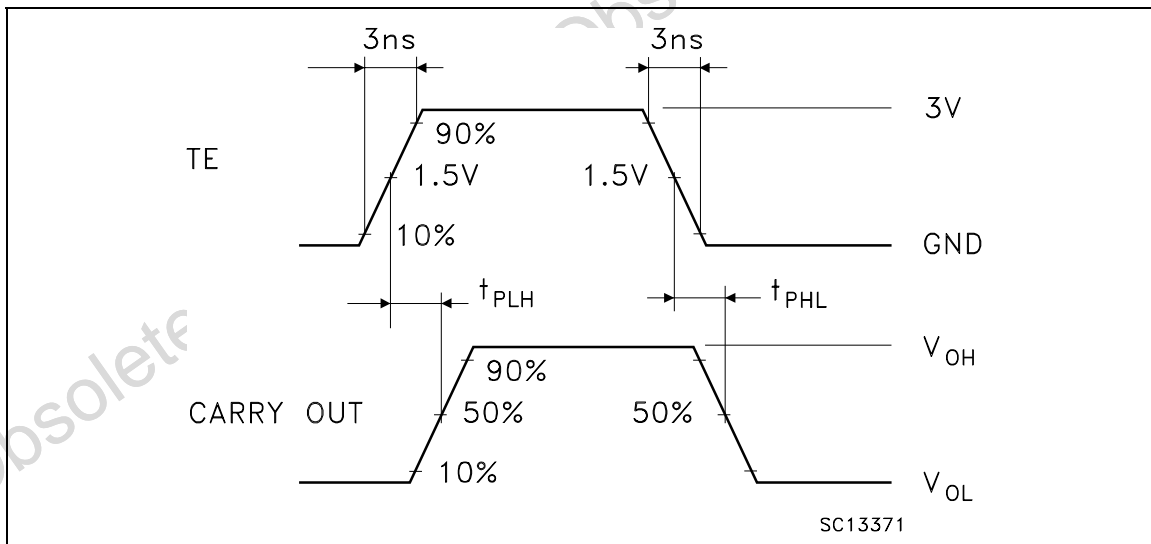 3ns 3ns
3V
90%
TE
1.5V 1.5V
10%
GND
tPLH tPHL
VOH
90%
CARRY OUT 50% 50%
10%
VOL
SC13371
Obsolete